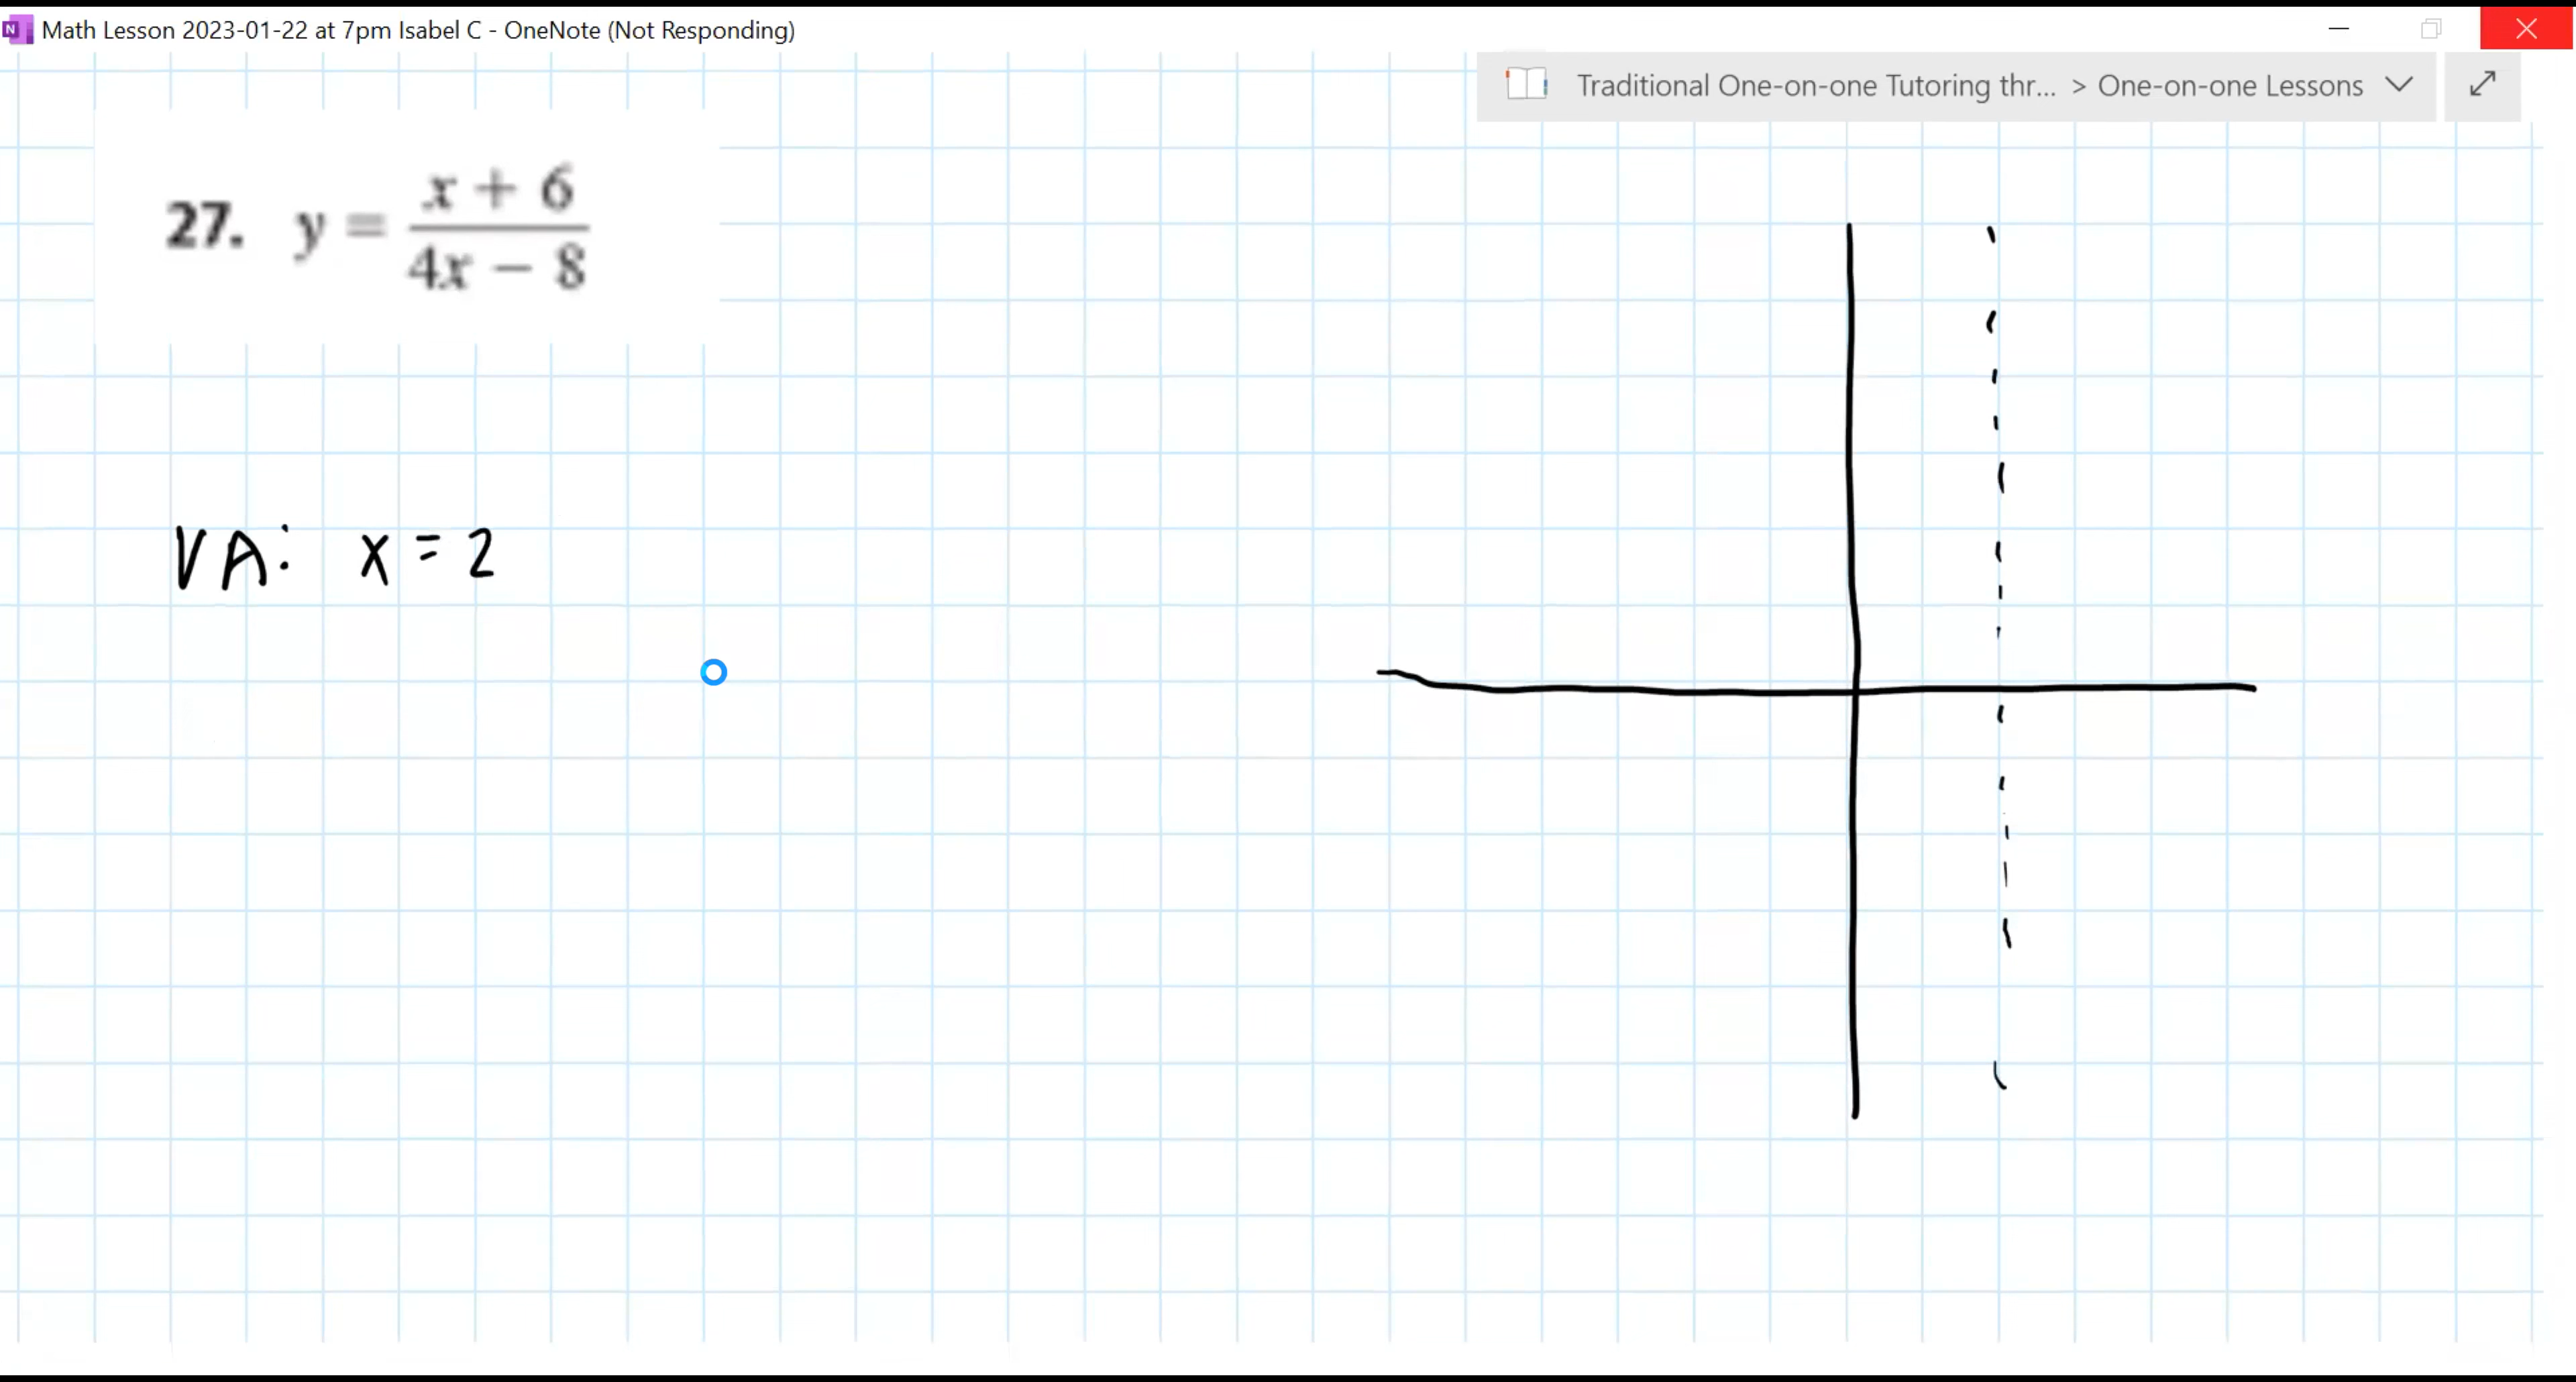 Math Lesson 2023-01-22 at 7pm Isabel C - OneNote (Not Responding)
Traditional One-on-one Tutoring thr... > One-on-one Lessons
27. y = \frac{x + 6}{4x - 8}
VA: x = 2